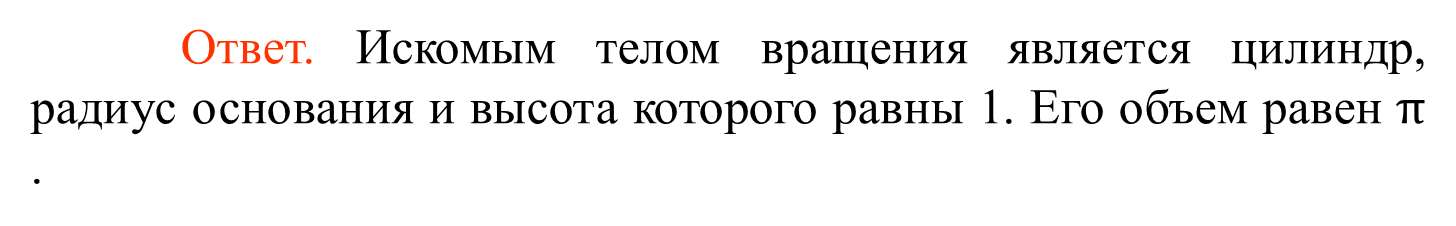 Ответ. Искомым телом вращения является цилиндр,
радиус основания и высота которого равны 1. Его объем равен π
.